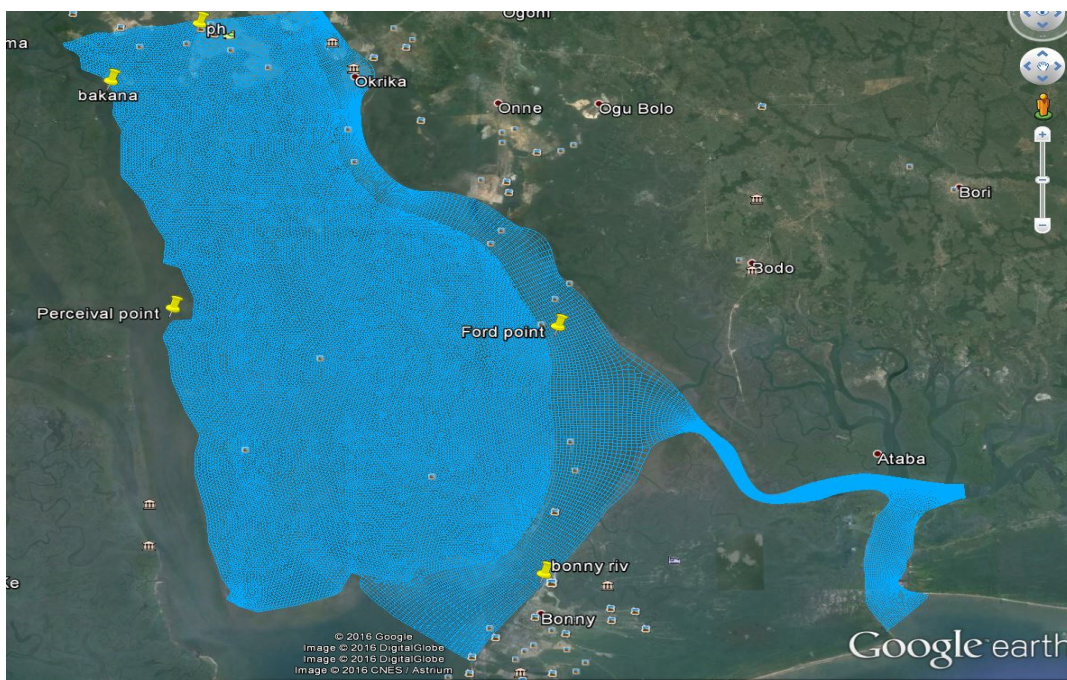 Ogoni
ph
ma
bakana
Okrika
Onne
Ogu Bolo
Bori
Bodo
Perceival point
Ford point
Ataba
bonny riv
Ke
Bonny
© 2016 Google
Image © 2016 DigitalGlobe
Image © 2016 DigitalGlobe
Image © 2016 CNES / Astrium
Google earth